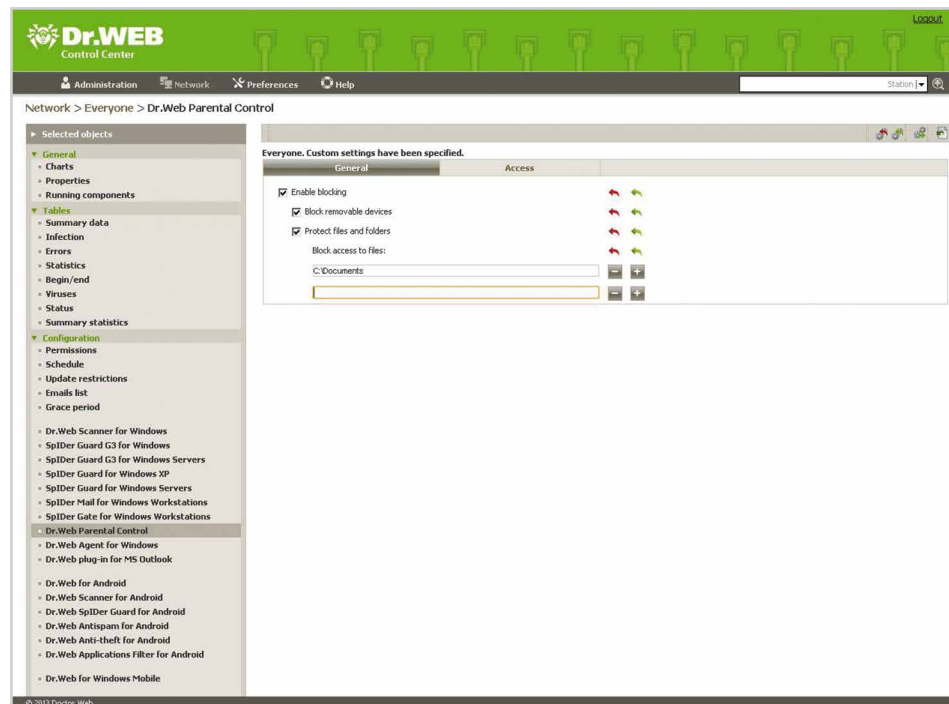 Logout
Dr.WEB
Control Center
Administration Network Preferences Help Station
Network > Everyone > Dr.Web Parental Control
Selected objects
General
Charts
Properties
Running components
Tables
Summary data
Infection
Errors
Statistics
Begin/end
Viruses
Status
Summary statistics
Configuration
Permissions
Schedule
Update restrictions
Emails list
Grace period
Dr.Web Scanner for Windows
SpIDer Guard G3 for Windows
SpIDer Guard G3 for Windows Servers
SpIDer Guard for Windows XP
SpIDer Guard for Windows Servers
SpIDer Mail for Windows Workstations
SpIDer Gate for Windows Workstations
Dr.Web Parental Control
Dr.Web Agent for Windows
Dr.Web plug-in for MS Outlook
Dr.Web for Android
Dr.Web Scanner for Android
Dr.Web SpIDer Guard for Android
Dr.Web Antispam for Android
Dr.Web Anti-theft for Android
Dr.Web Applications Filter for Android
Dr.Web for Windows Mobile
Everyone. Custom settings have been specified.
General Access
Enable blocking
Block removable devices
Protect files and folders
Block access to files:
C:\Documents
© 2013 Doctor Web